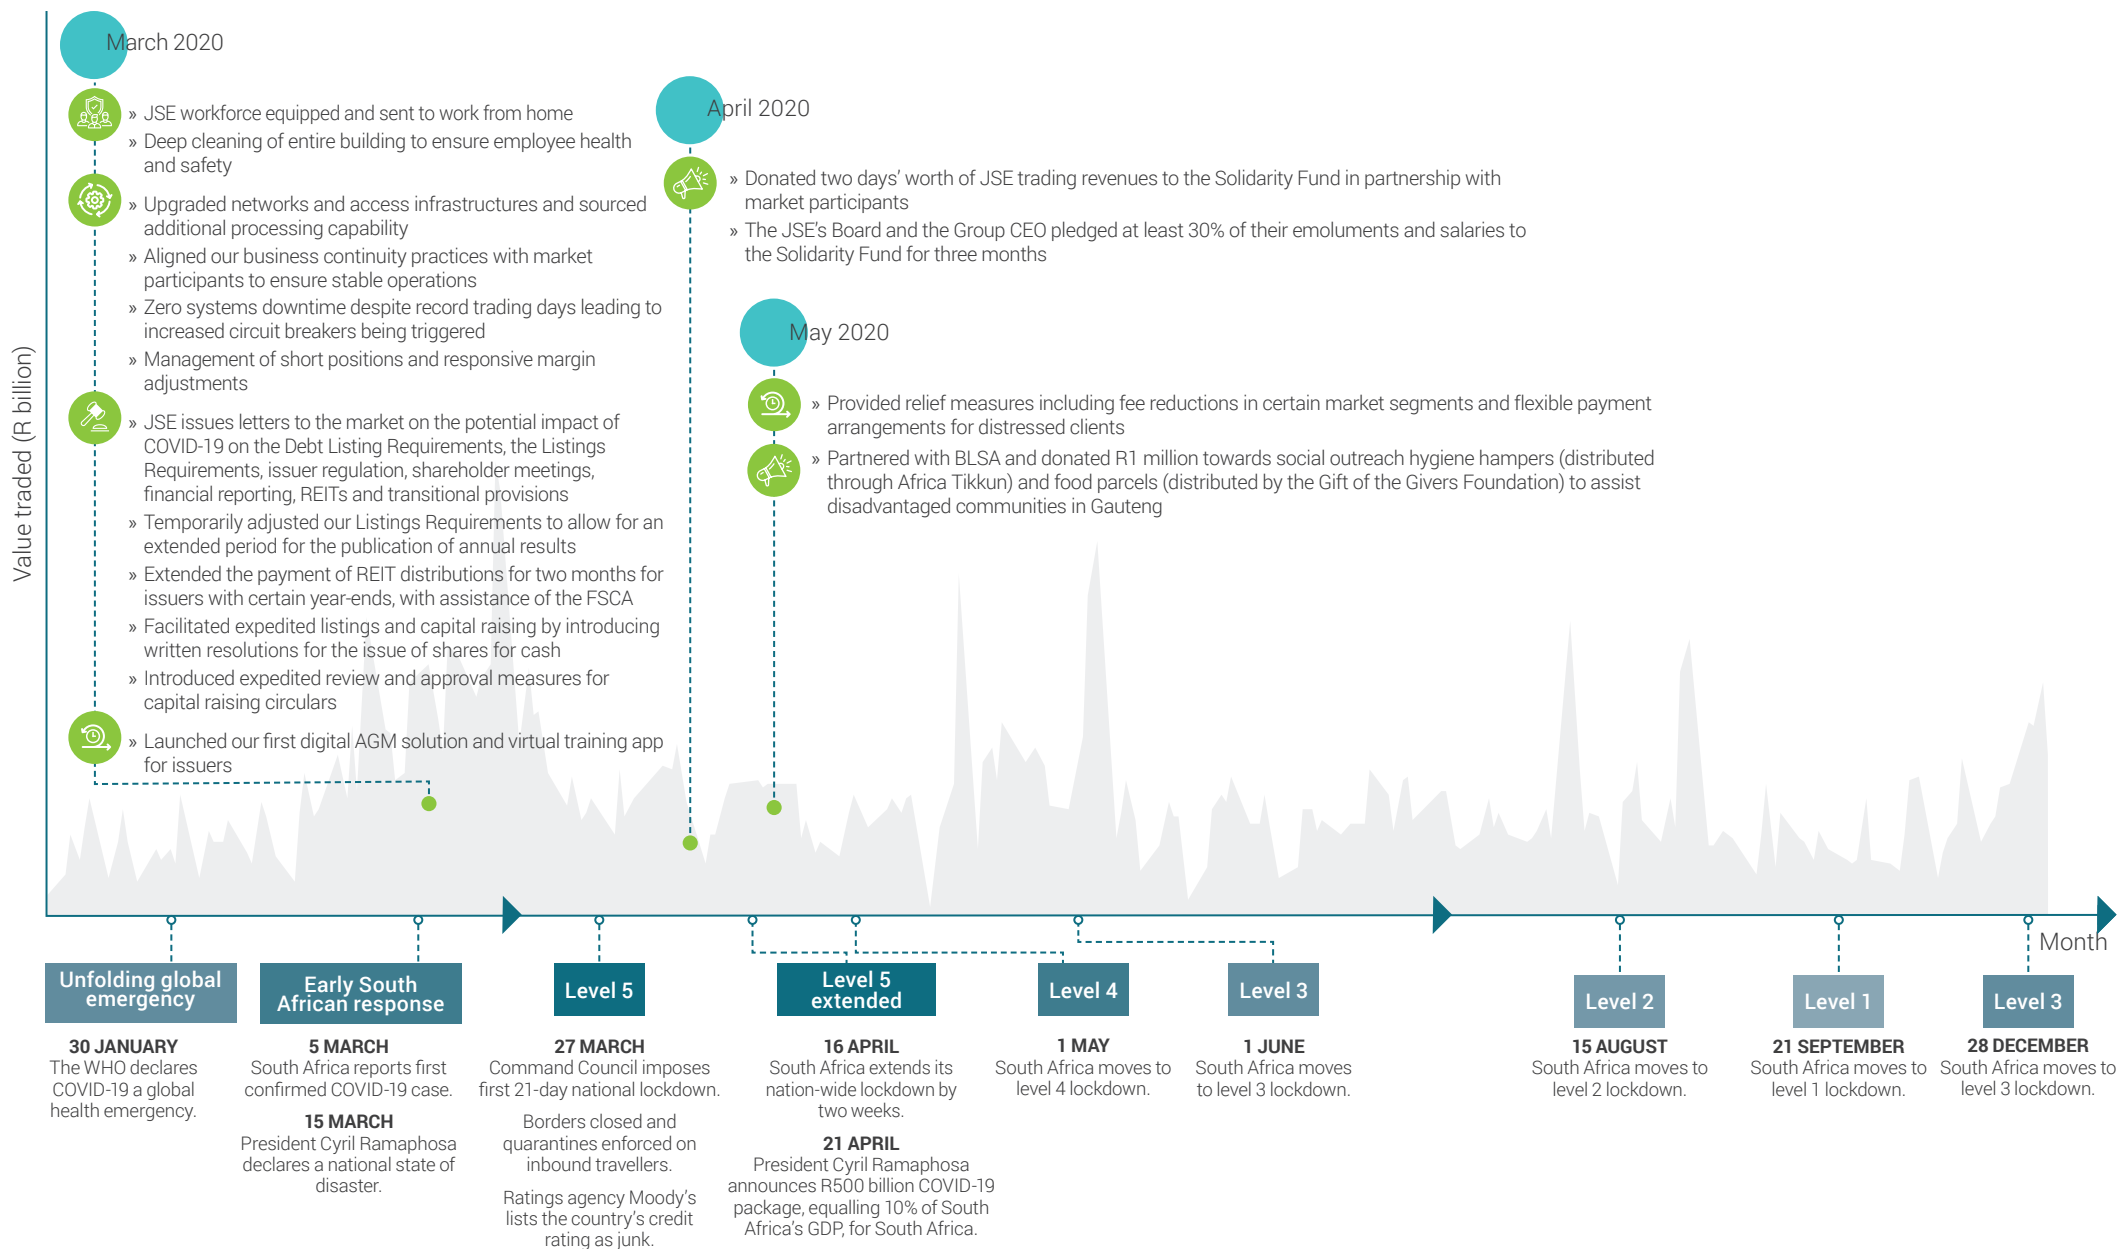 Value traded (R billion)
March 2020
» JSE workforce equipped and sent to work from home
» Deep cleaning of entire building to ensure employee health
and safety
» Upgraded networks and access infrastructures and sourced
additional processing capability
» Aligned our business continuity practices with market
participants to ensure stable operations
» Zero systems downtime despite record trading days leading to
increased circuit breakers being triggered
» Management of short positions and responsive margin
adjustments
» JSE issues letters to the market on the potential impact of
COVID-19 on the Debt Listing Requirements, the Listings
Requirements, issuer regulation, shareholder meetings,
financial reporting, REITs and transitional provisions
» Temporarily adjusted our Listings Requirements to allow for an
extended period for the publication of annual results
» Extended the payment of REIT distributions for two months for
issuers with certain year-ends, with assistance of the FSCA
» Facilitated expedited listings and capital raising by introducing
written resolutions for the issue of shares for cash
» Introduced expedited review and approval measures for
capital raising circulars
» Launched our first digital AGM solution and virtual training app
for issuers
April 2020
» Donated two days' worth of JSE trading revenues to the Solidarity Fund in partnership with
market participants
» The JSE's Board and the Group CEO pledged at least 30% of their emoluments and salaries to
the Solidarity Fund for three months
May 2020
» Provided relief measures including fee reductions in certain market segments and flexible payment
arrangements for distressed clients
» Partnered with BLSA and donated R1 million towards social outreach hygiene hampers (distributed
through Africa Tikkun) and food parcels (distributed by the Gift of the Givers Foundation) to assist
disadvantaged communities in Gauteng
Month
Unfolding global
emergency
30 JANUARY
The WHO declares
COVID-19 a global
health emergency.
Early South
African response
5 MARCH
South Africa reports first
confirmed COVID-19 case.
15 MARCH
President Cyril Ramaphosa
declares a national state of
disaster.
Level 5
27 MARCH
Command Council imposes
first 21-day national lockdown.
Borders closed and
quarantines enforced on
inbound travellers.
Ratings agency Moody's
lists the country's credit
rating as junk.
Level 5
extended
16 APRIL
South Africa extends its
nation-wide lockdown by
two weeks.
21 APRIL
President Cyril Ramaphosa
announces R500 billion COVID-19
package, equalling 10% of South
Africa's GDP, for South Africa.
Level 4
1 MAY
South Africa moves to
level 4 lockdown.
Level 3
1 JUNE
South Africa moves
to level 3 lockdown.
Level 2
15 AUGUST
South Africa moves to
level 2 lockdown.
Level 1
21 SEPTEMBER
South Africa moves to
level 1 lockdown.
Level 3
28 DECEMBER
South Africa moves to
level 3 lockdown.